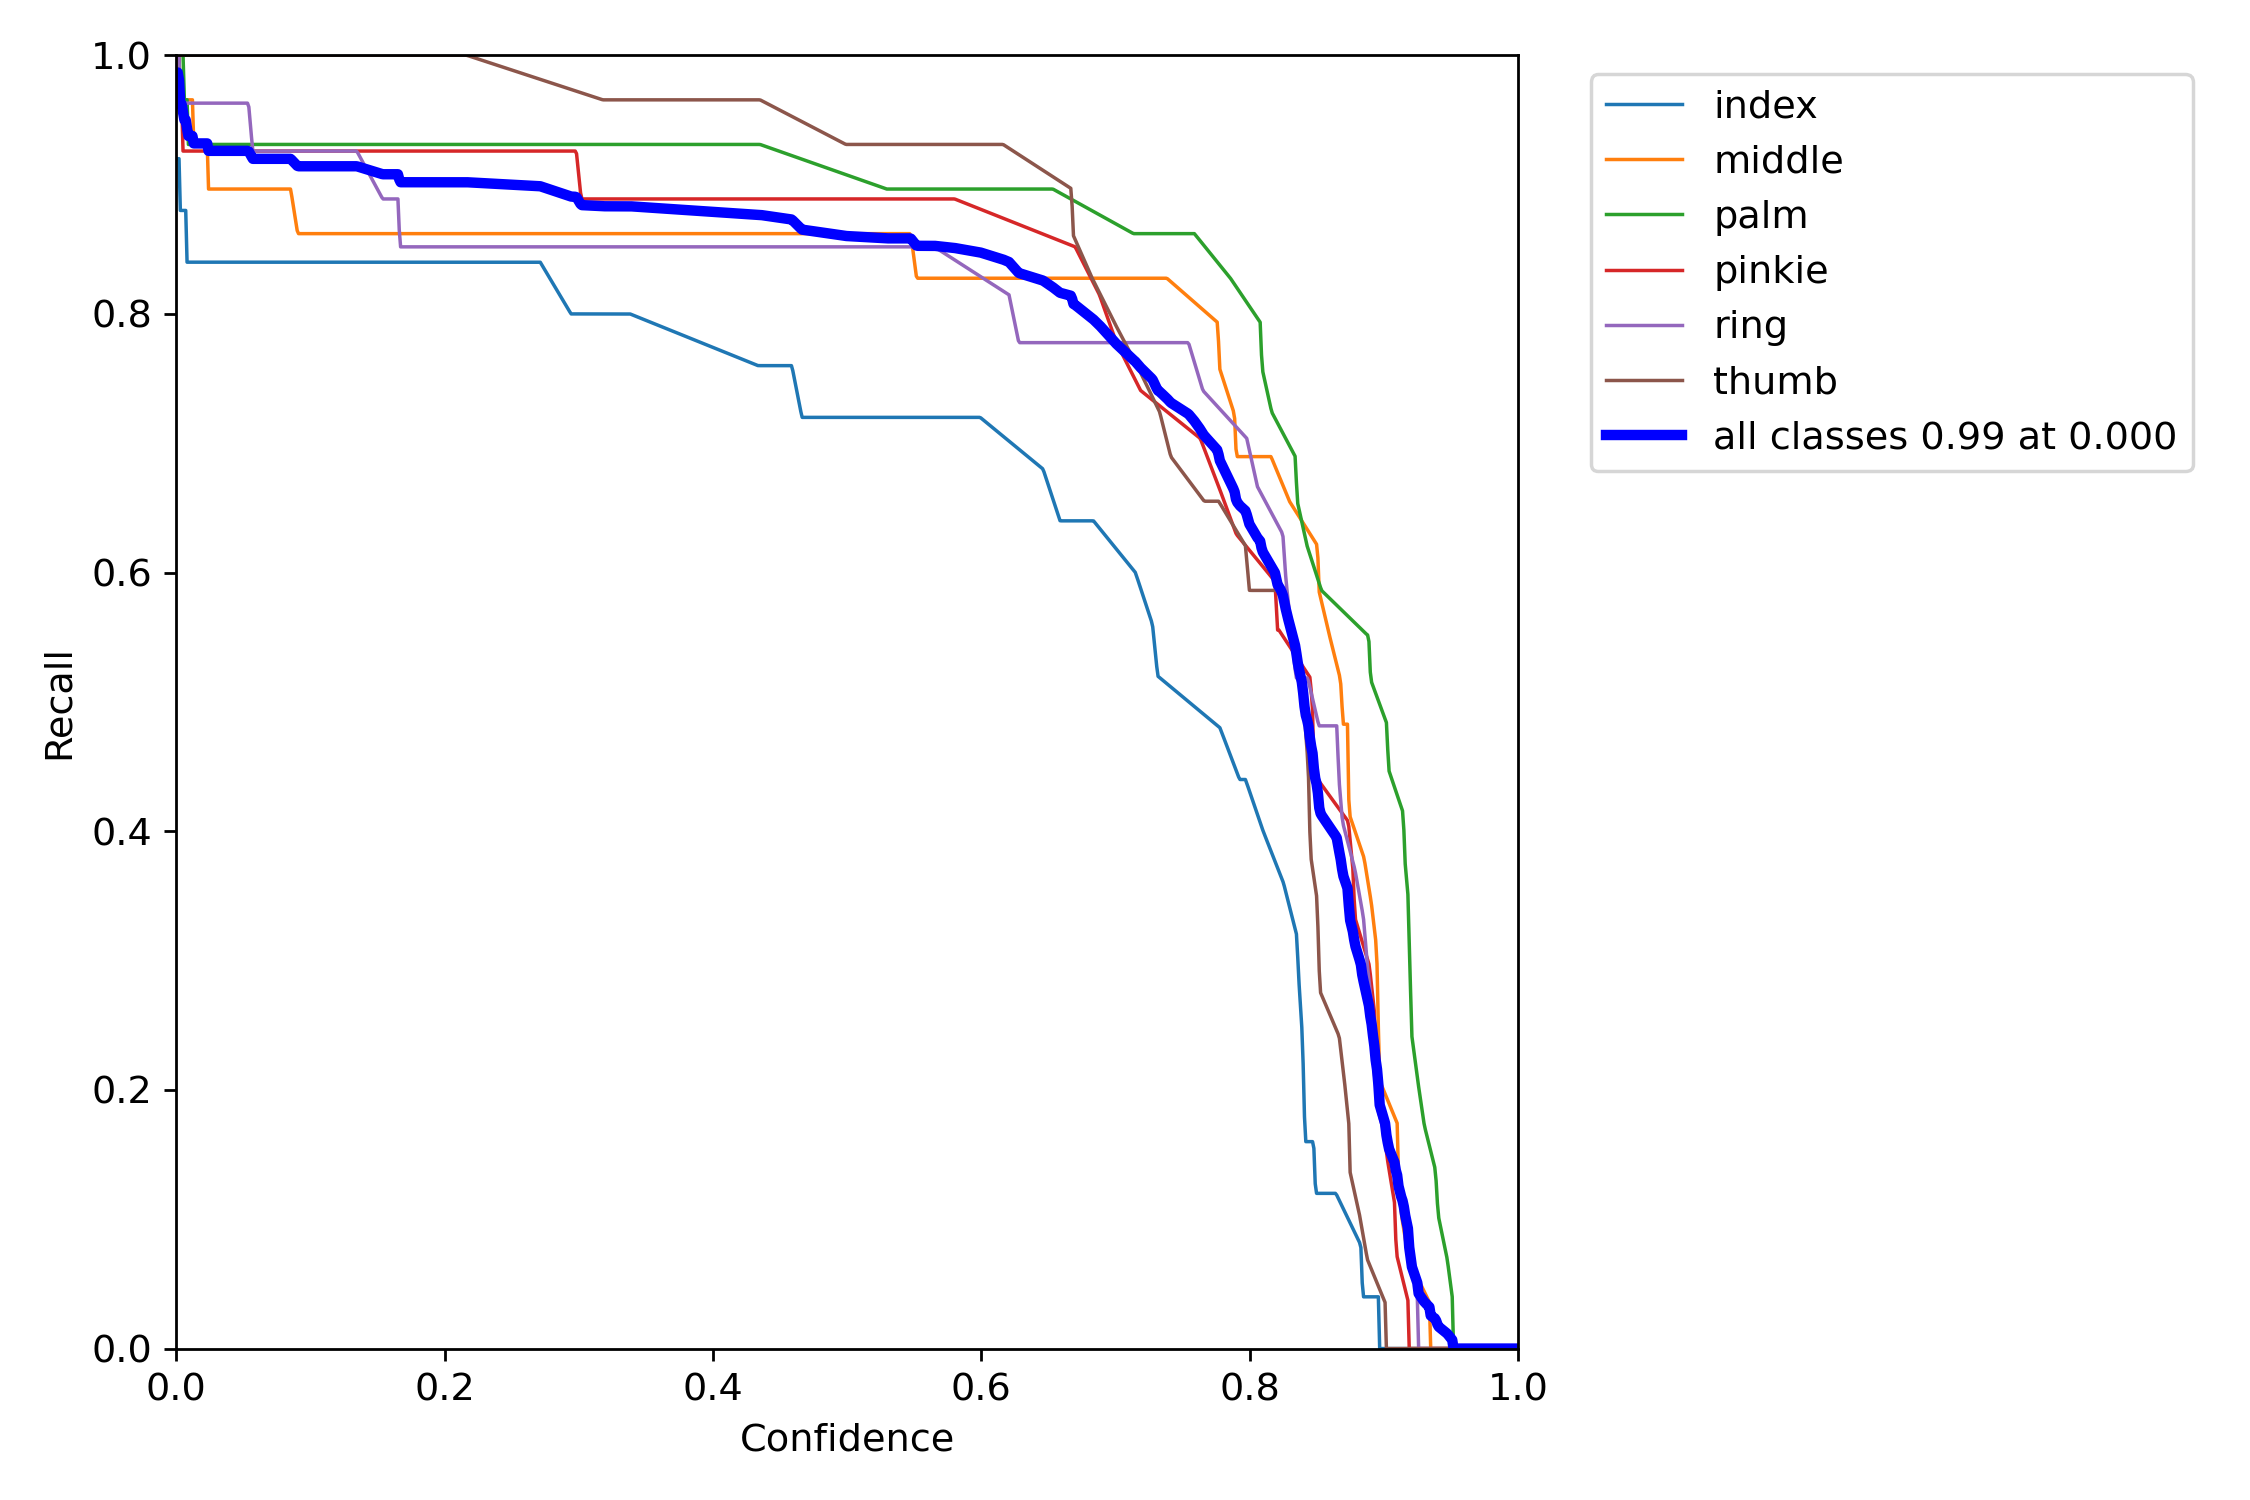 1.0
0.8
0.6
0.4
0.2
0.0
Recall
0.0 0.2 0.4 0.6 0.8 1.0
Confidence
index
middle
palm
pinkie
ring
thumb
all classes 0.99 at 0.000